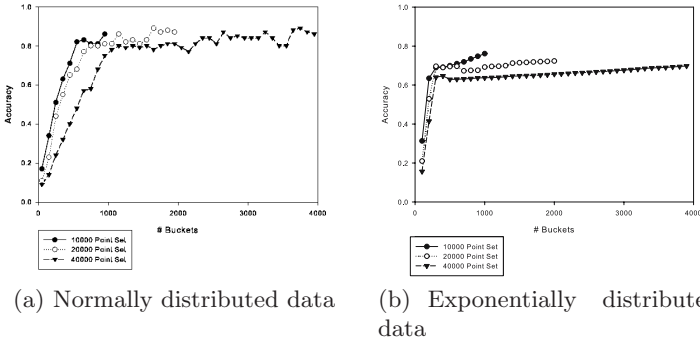 1.0
0.8
0.6
0.4
0.2
0.0
Accuracy
0 1000 2000 3000 4000
# Buckets
10000 Point Set
20000 Point Set
40000 Point Set
(a) Normally distributed data
1.0
0.8
0.6
0.4
0.2
0.0
Accuracy
0 1000 2000 3000 4000
# Buckets
10000 Point Set
20000 Point Set
40000 Point Set
(b) Exponentially distribute
data